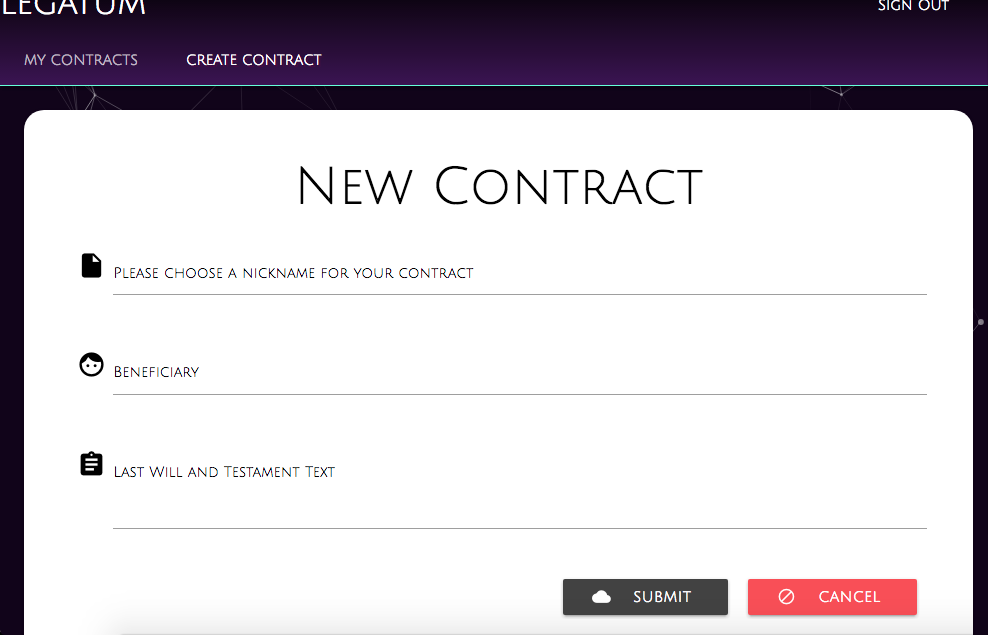 LEGATUM
SIGN OUT
MY CONTRACTS
CREATE CONTRACT
New Contract
Please choose a nickname for your contract
Beneficiary
Last Will and Testament Text
SUBMIT
CANCEL